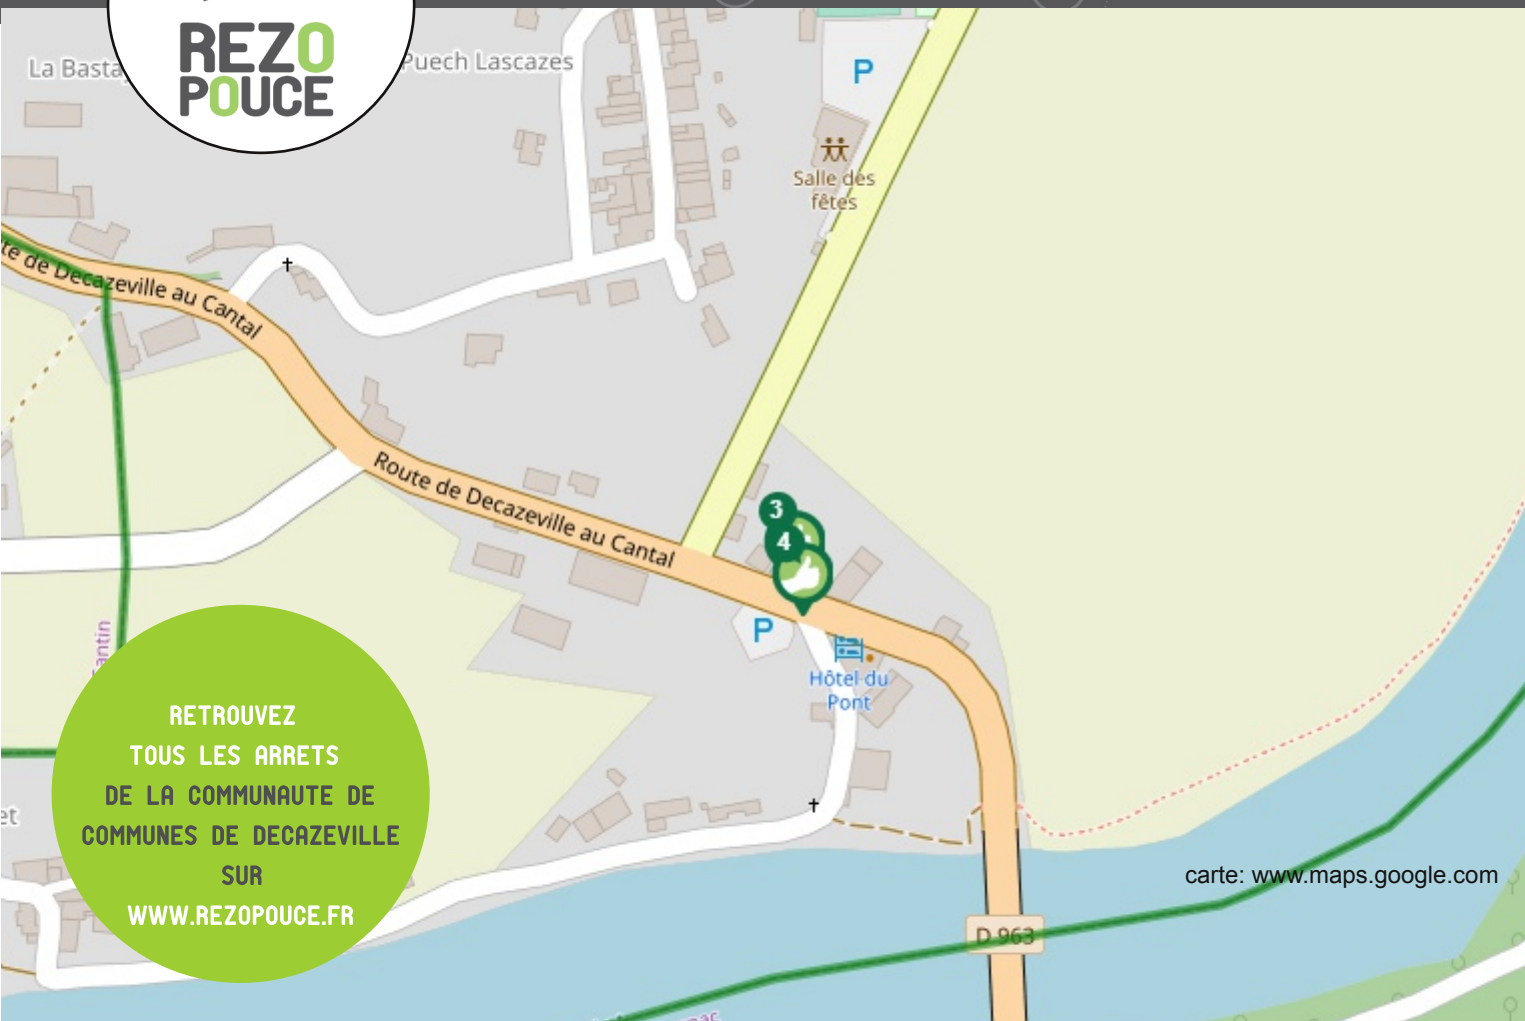 REZO
POUCE
La Basta
Puech Lascazes
P
Salle des
fêtes
te de Decazeville au Cantal
Route de Decazeville au Cantal
3
4
P
Hôtel du
Pont
antin
RETROUVEZ
TOUS LES ARRETS
DE LA COMMUNAUTE DE
COMMUNES DE DECAZEVILLE
SUR
WWW.REZOPOUCE.FR
et
carte: www.maps.google.com
D 963